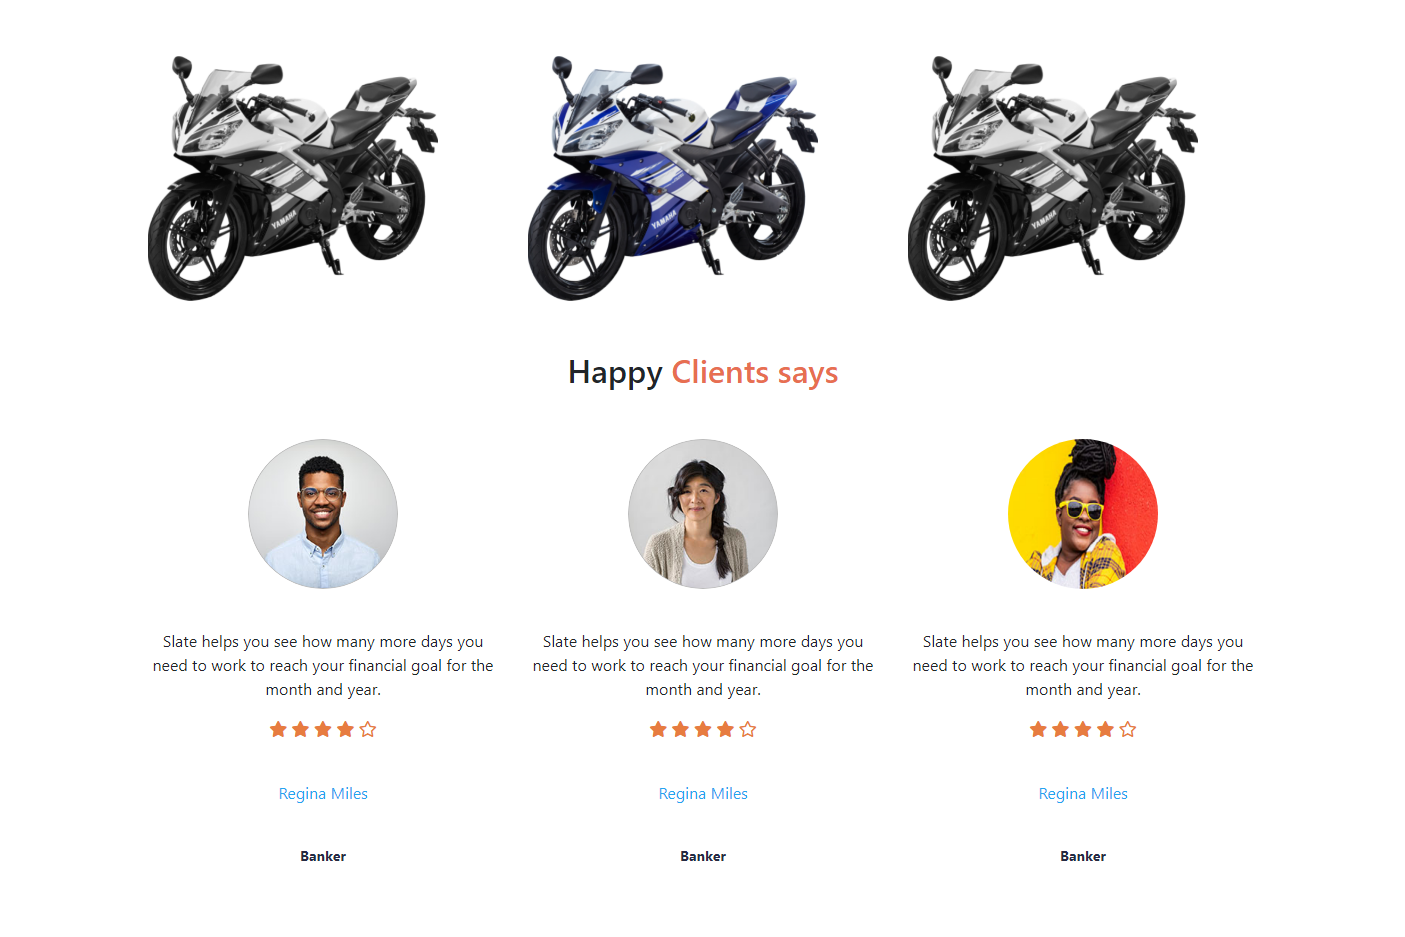 YAMAHA
YAMAHA
YAMAHA
Happy Clients says
Slate helps you see how many more days you
need to work to reach your financial goal for the
month and year.
Slate helps you see how many more days you
need to work to reach your financial goal for the
month and year.
Slate helps you see how many more days you
need to work to reach your financial goal for the
month and year.
Regina Miles
Regina Miles
Regina Miles
Banker
Banker
Banker